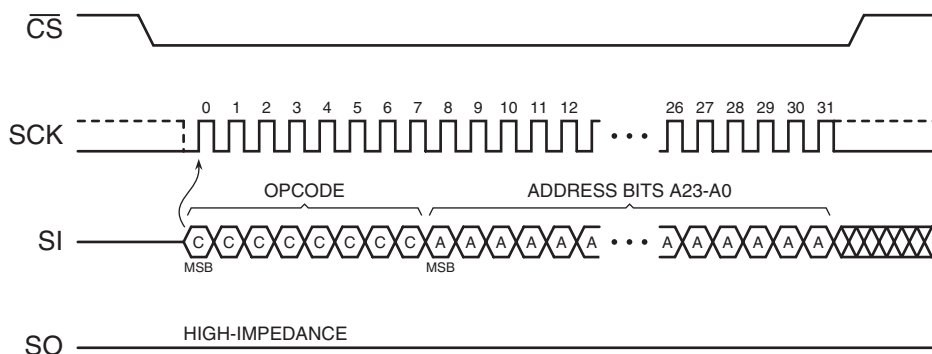 CS
0 1 2 3 4 5 6 7 8 9 10 11 12 26 27 28 29 30 31
SCK
OPCODE ADDRESS BITS A23-A0
SI C C C C C C C C A A A A A A A A A A A A
MSB MSB
HIGH-IMPEDANCE
SO